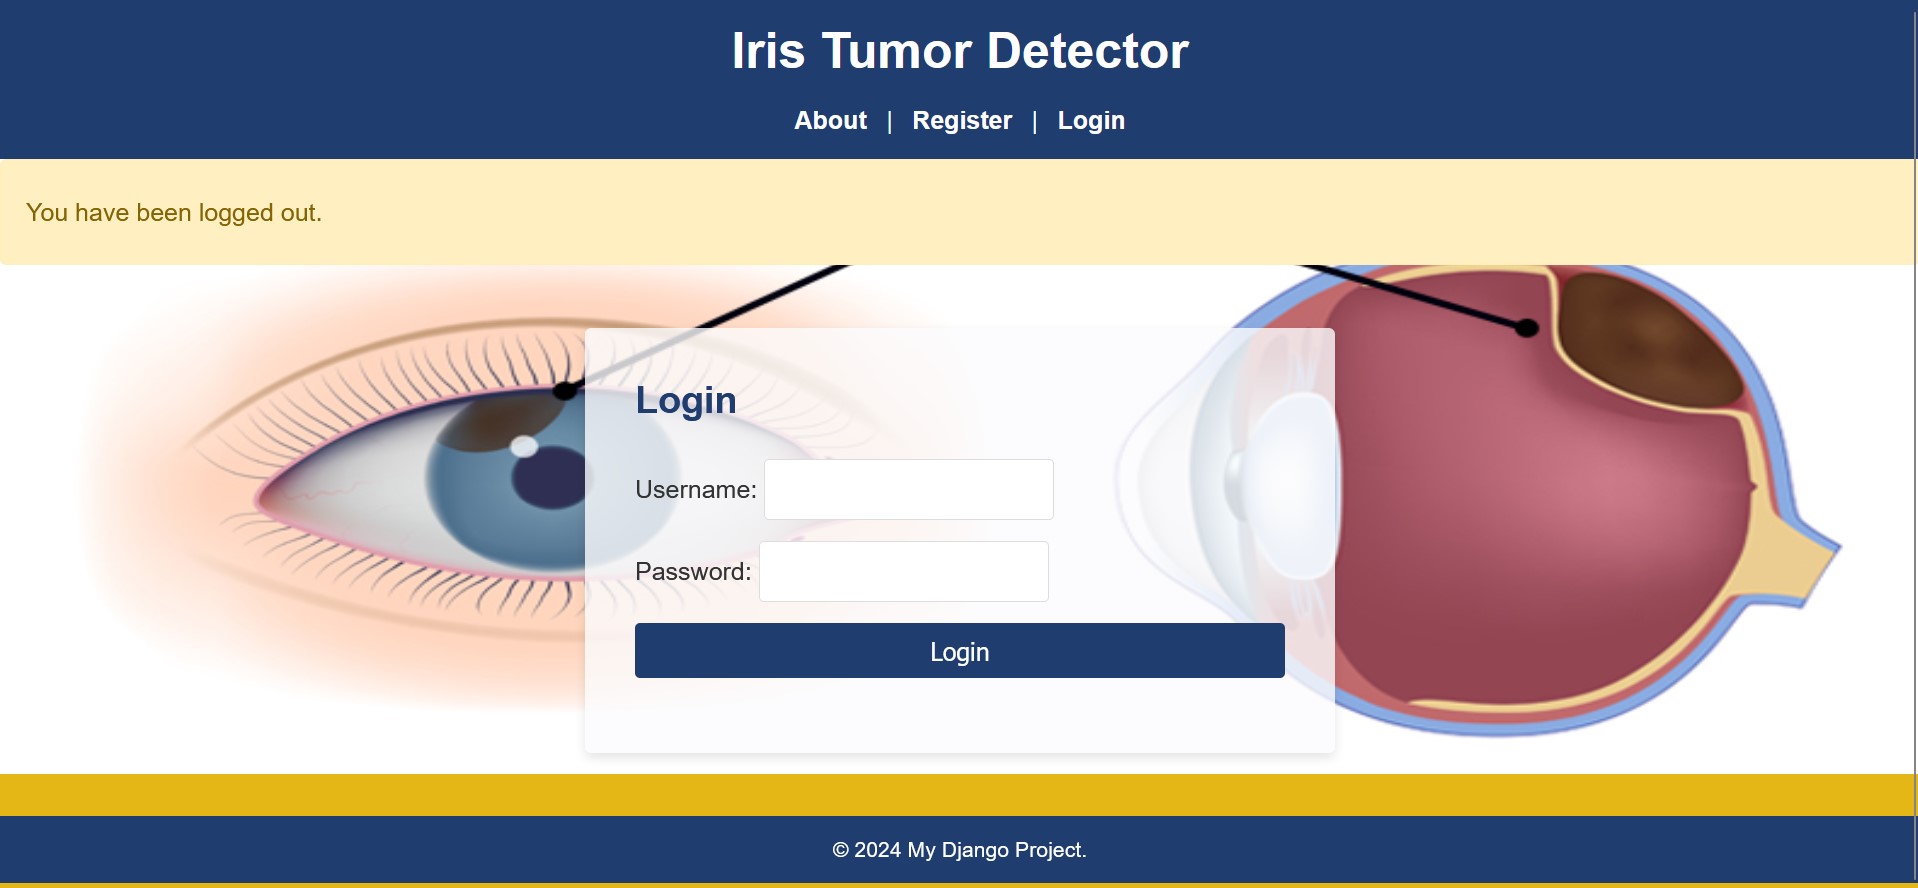 Iris Tumor Detector
About | Register | Login
You have been logged out.
Login
Username:
Password:
Login
© 2024 My Django Project.